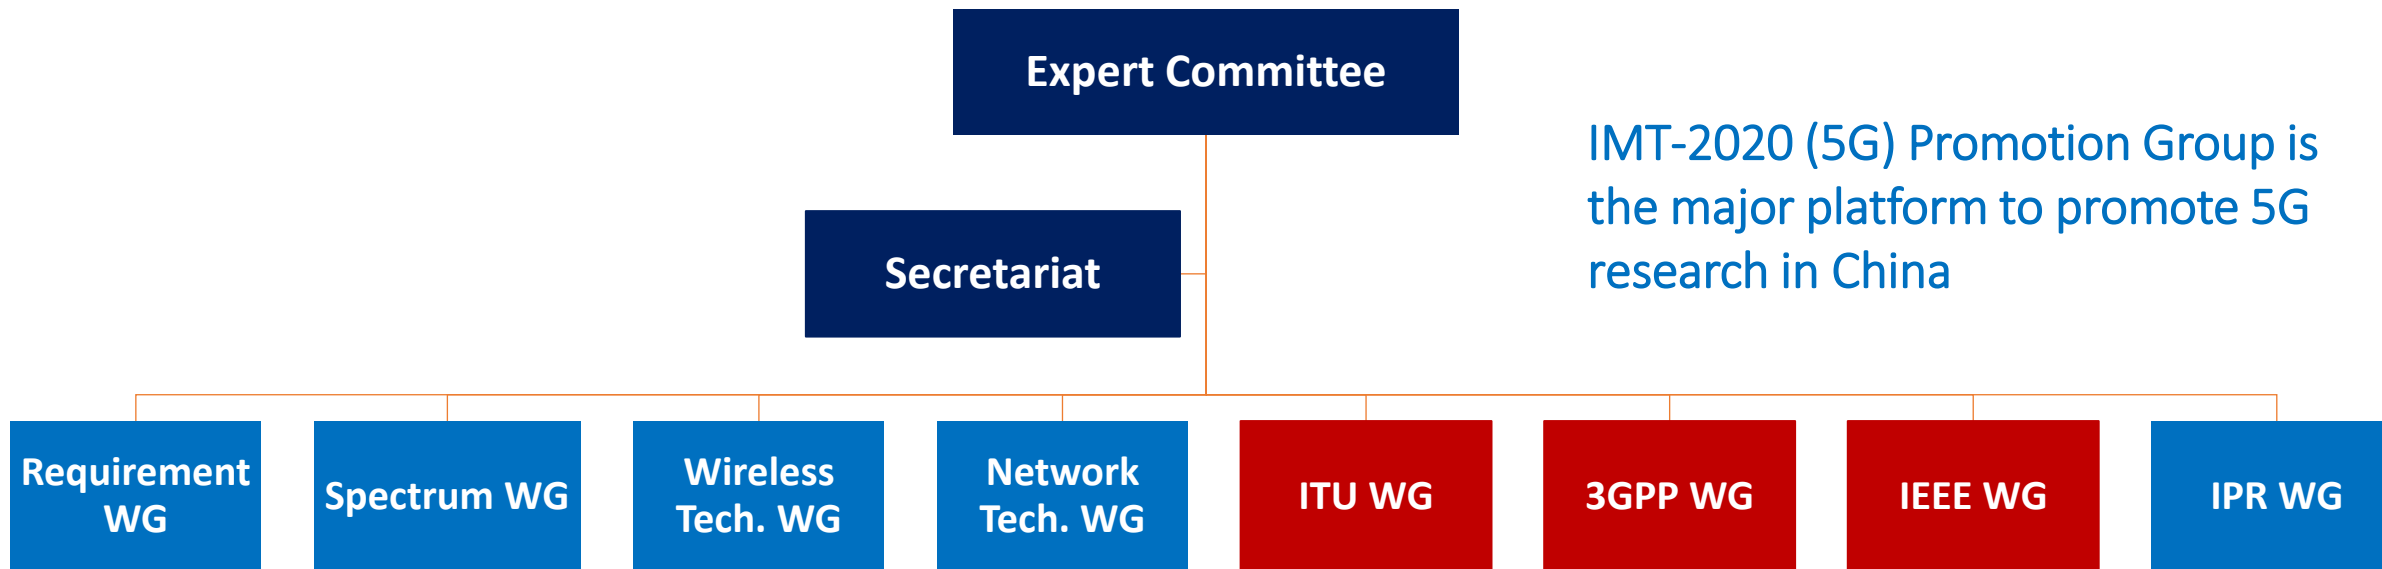 Expert Committee
IMT-2020 (5G) Promotion Group is
the major platform to promote 5G
research in China
Secretariat
Requirement
WG
Spectrum WG
Wireless
Tech. WG
Network
Tech. WG
ITU WG
3GPP WG
IEEE WG
IPR WG